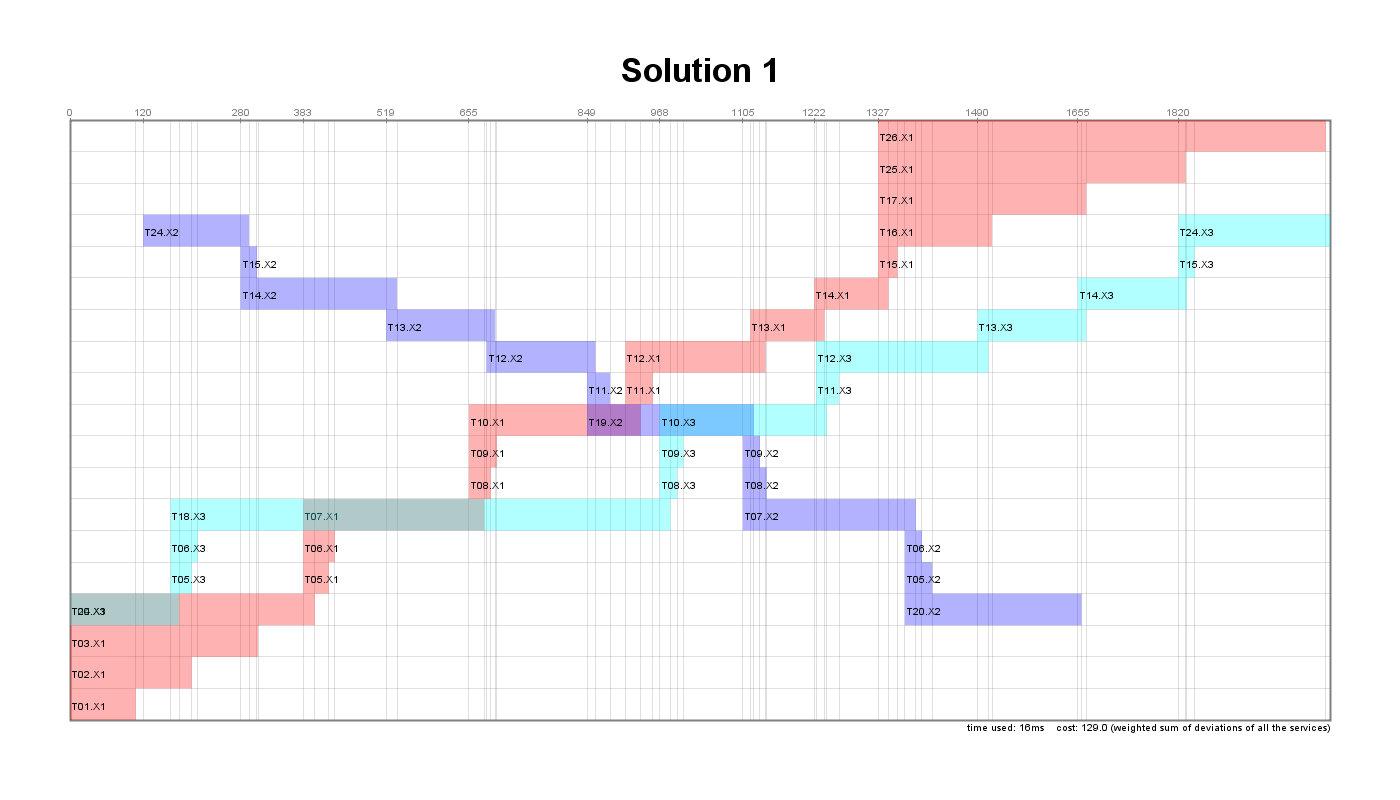 Solution 1
0 120 280 383 519 655 849 968 1105 1222 1327 1490 1655 1820
T26.X1
T25.X1
T17.X1
T24.X2 T16.X1 T24.X3
T15.X2 T15.X1 T15.X3
T14.X2 T14.X1 T14.X3
T13.X2 T13.X1 T13.X3
T12.X2 T12.X1 T12.X3
T11.X2 T11.X1 T11.X3
T10.X1 T19.X2 T10.X3
T09.X1 T09.X3 T09.X2
T08.X1 T08.X3 T08.X2
T18.X3 T07.X1 T07.X2
T06.X3 T06.X1 T06.X2
T05.X3 T05.X1 T05.X2
T20.X2
T03.X1
T02.X1
T01.X1
time used: 16ms cost: 129.0 (weighted sum of deviations of all the services)